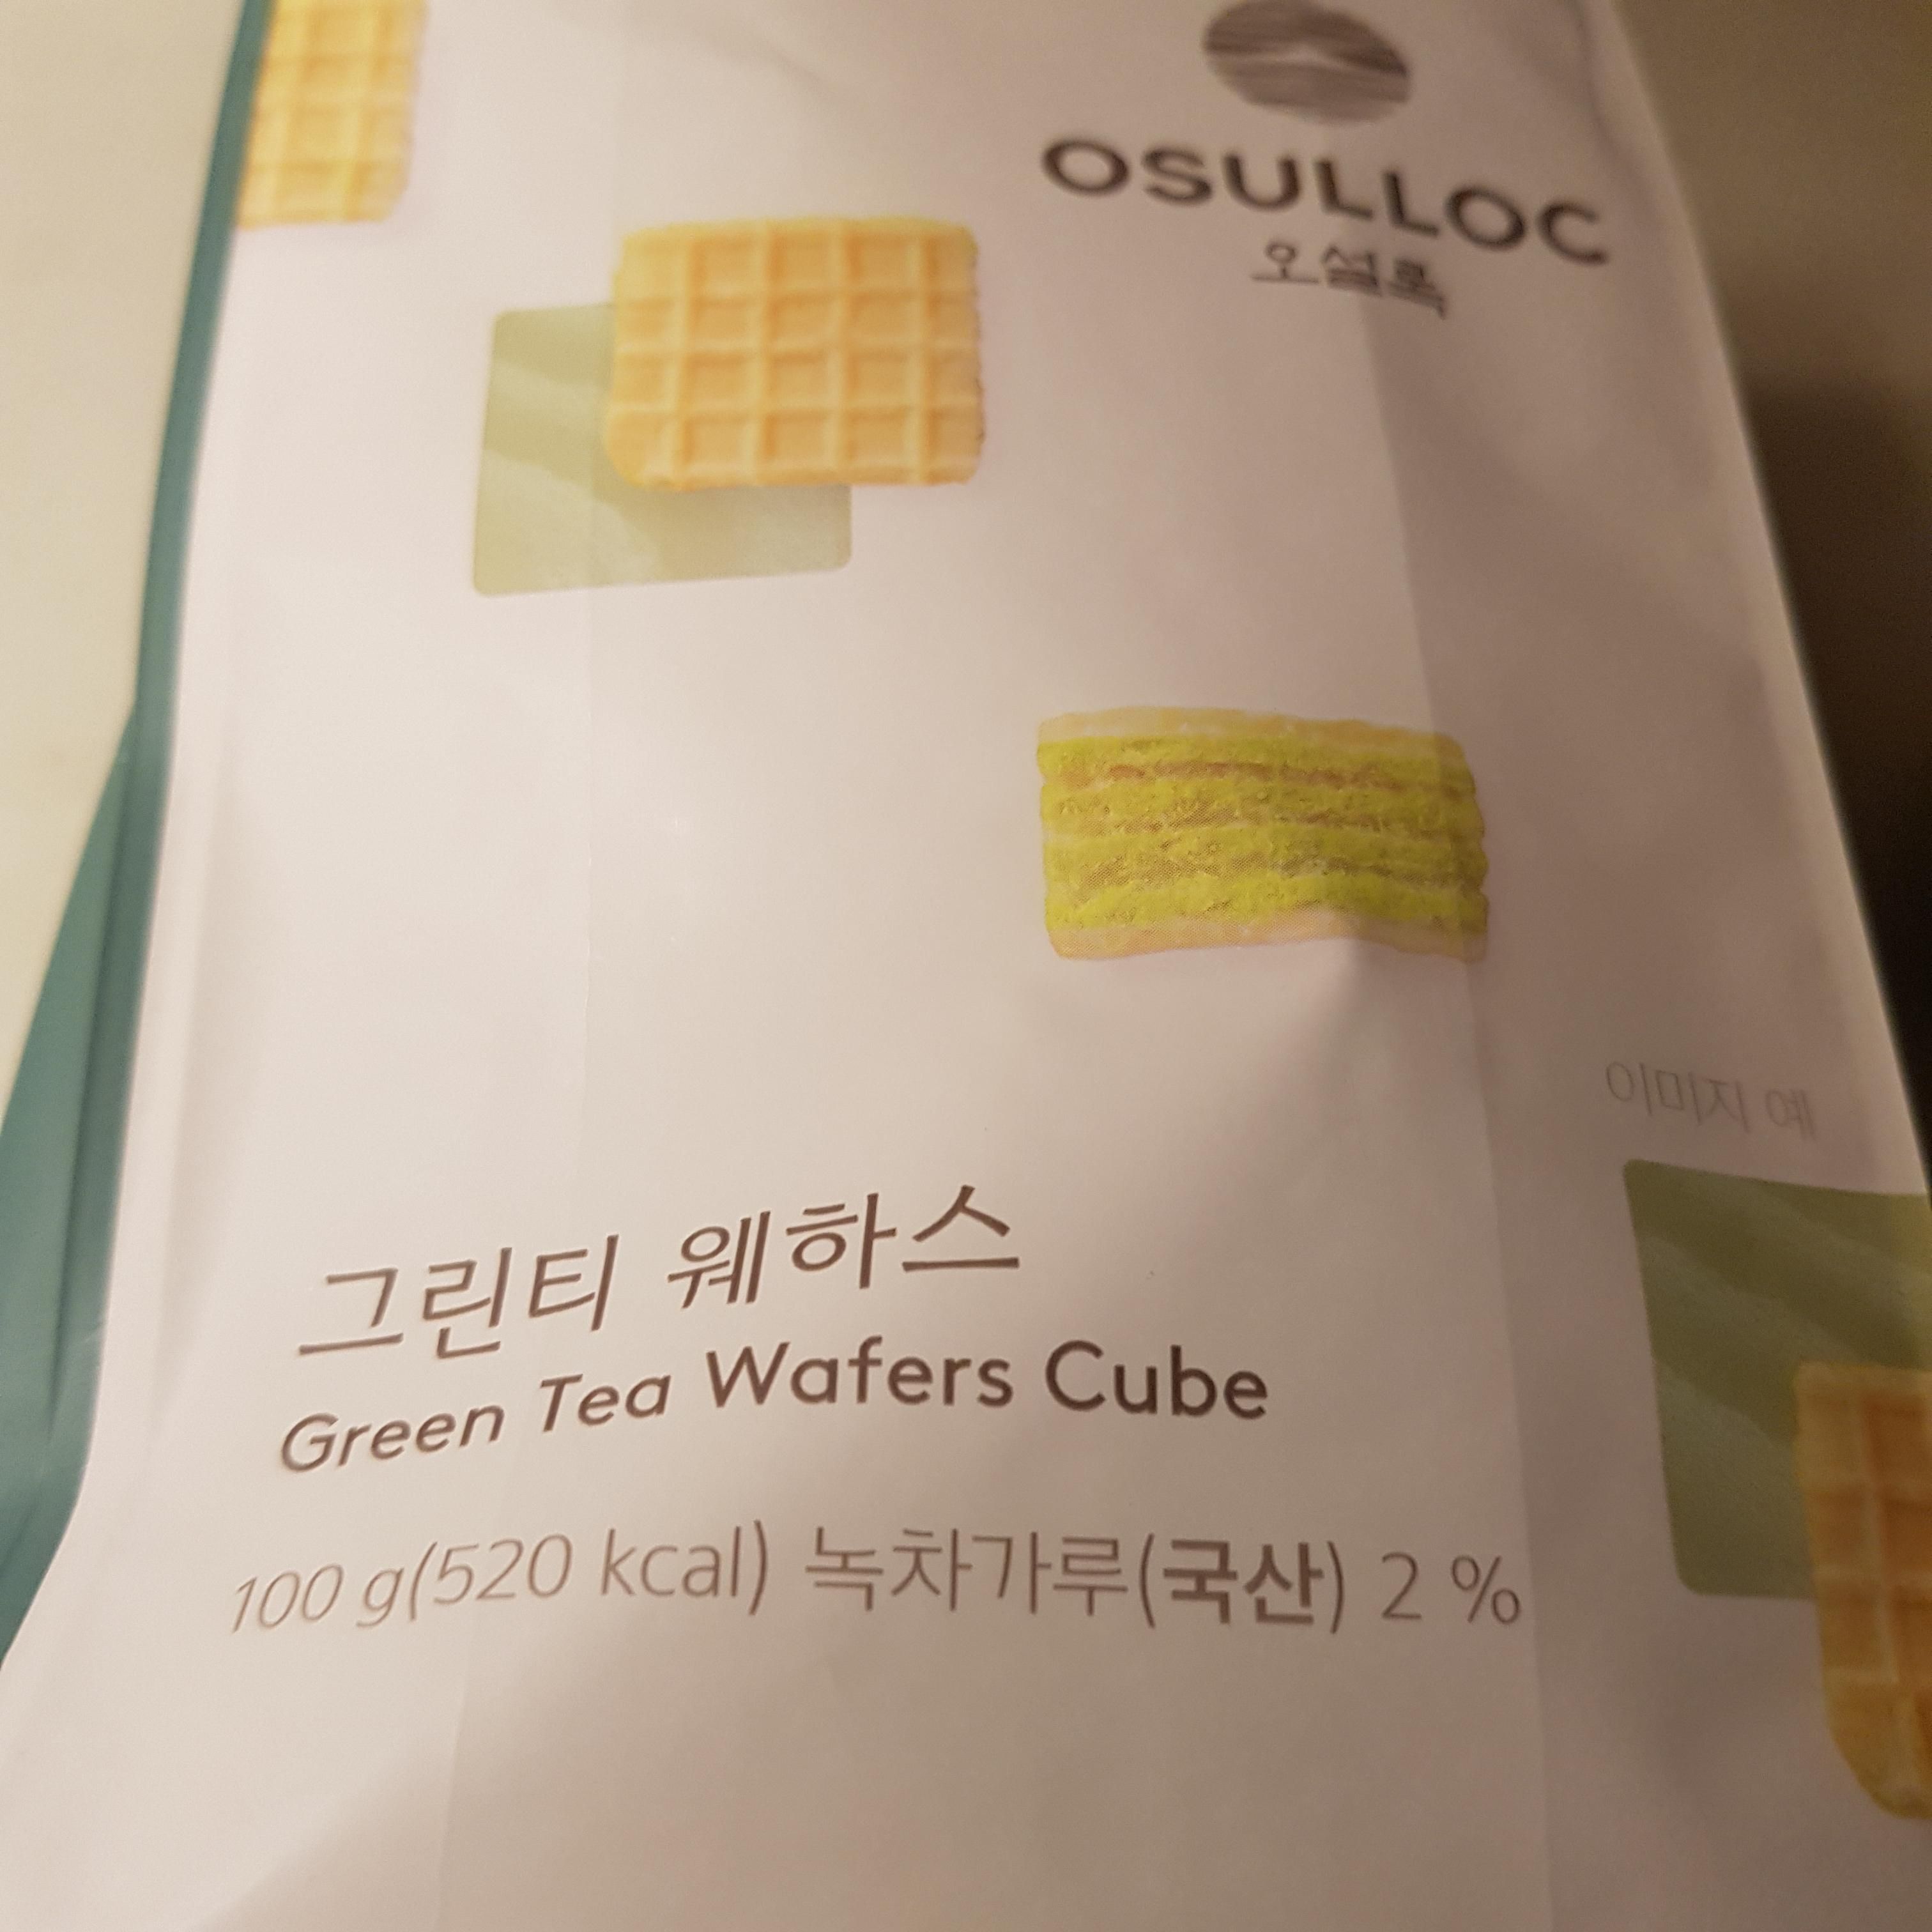 OSULLOC
오설록
이미지 예
그린티 웨하스
Green Tea Wafers Cube
100 g(520 kcal) 녹차가루(국산) 2 %